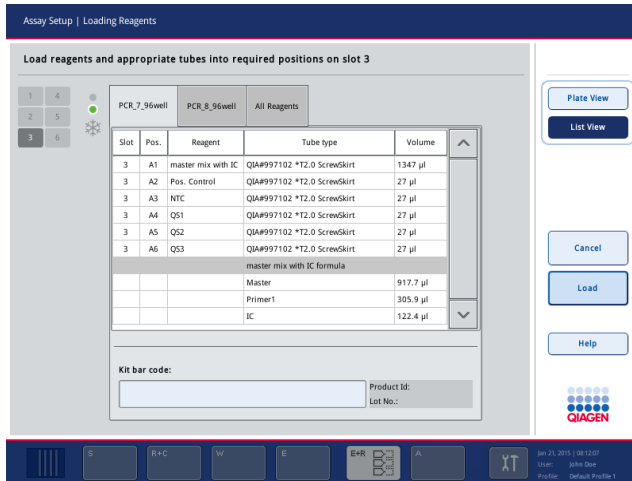 Assay Setup | Loading Reagents
Load reagents and appropriate tubes into required positions on slot 3
1 4
2 5
3 6
PCR_7_96well PCR_8_96well All Reagents
Plate View
List View
Slot Pos. Reagent Tube type Volume
3 A1 master mix with IC QIA#997102 *T2.0 ScrewSkirt 1347 µl
3 A2 Pos. Control QIA#997102 *T2.0 ScrewSkirt 27 µl
3 A3 NTC QIA#997102 *T2.0 ScrewSkirt 27 µl
3 A4 QS1 QIA#997102 *T2.0 ScrewSkirt 27 µl
3 A5 QS2 QIA#997102 *T2.0 ScrewSkirt 27 µl
3 A6 QS3 QIA#997102 *T2.0 ScrewSkirt 27 µl
master mix with IC formula
Master 917.7 µl
Primer1 305.9 µl
IC 122.4 µl
Cancel
Load
Help
Kit bar code:
Product Id:
Lot No.:
QIAGEN
S R+C W E E+R A
Jan 21, 2015 | 08:12:07
User: John Doe
Profile: Default Profile 1